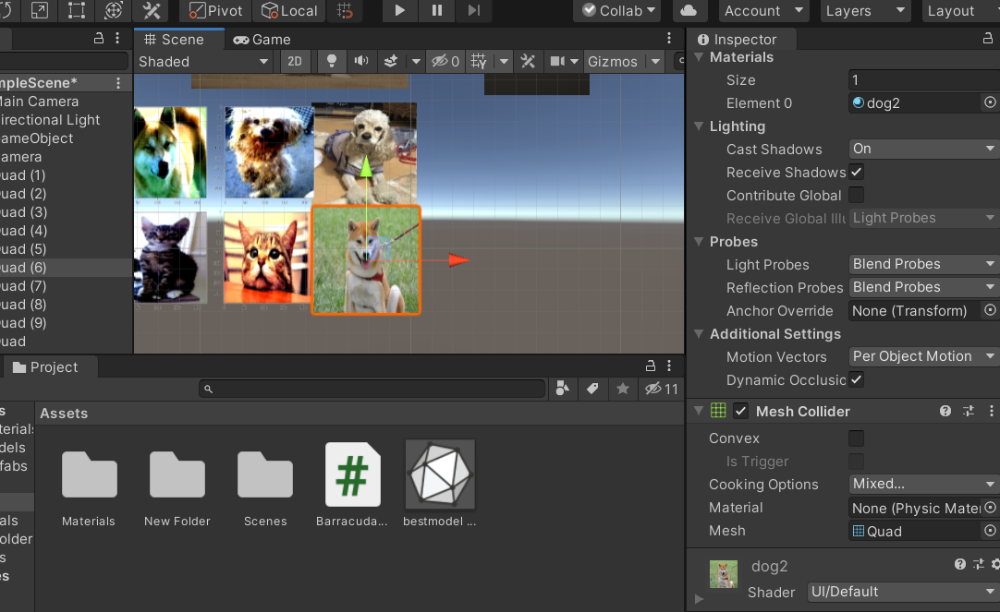 Pivot Local Collab Account Layers Layout
Scene Game Inspector
Shaded 2D 0 Gizmos
Materials
Size 1
Element 0 dog2
Lighting
Cast Shadows On
Receive Shadows
Contribute Global
Receive Global Illu Light Probes
Probes
Light Probes Blend Probes
Reflection Probes Blend Probes
Anchor Override None (Transform)
Additional Settings
Motion Vectors Per Object Motion
Dynamic Occlusic
mpleScene*
Main Camera
irectional Light
ameObject
amera
uad (1)
uad (2)
uad (3)
uad (4)
uad (5)
uad (6)
uad (7)
uad (8)
uad (9)
uad
Project
11
Assets
s
terials
dels
fabs
als
older
s
es
Materials New Folder Scenes Barracuda... bestmodel ...
Mesh Collider
Convex
Is Trigger
Cooking Options Mixed...
Material None (Physic Mater
Mesh Quad
dog2
Shader UI/Default